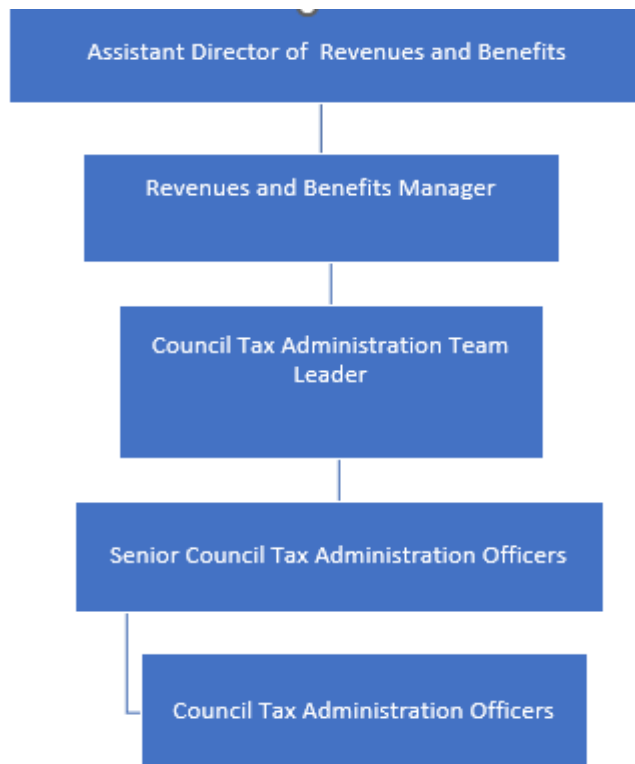 Assistant Director of Revenues and Benefits
Revenues and Benefits Manager
Council Tax Administration Team
Leader
Senior Council Tax Administration Officers
Council Tax Administration Officers